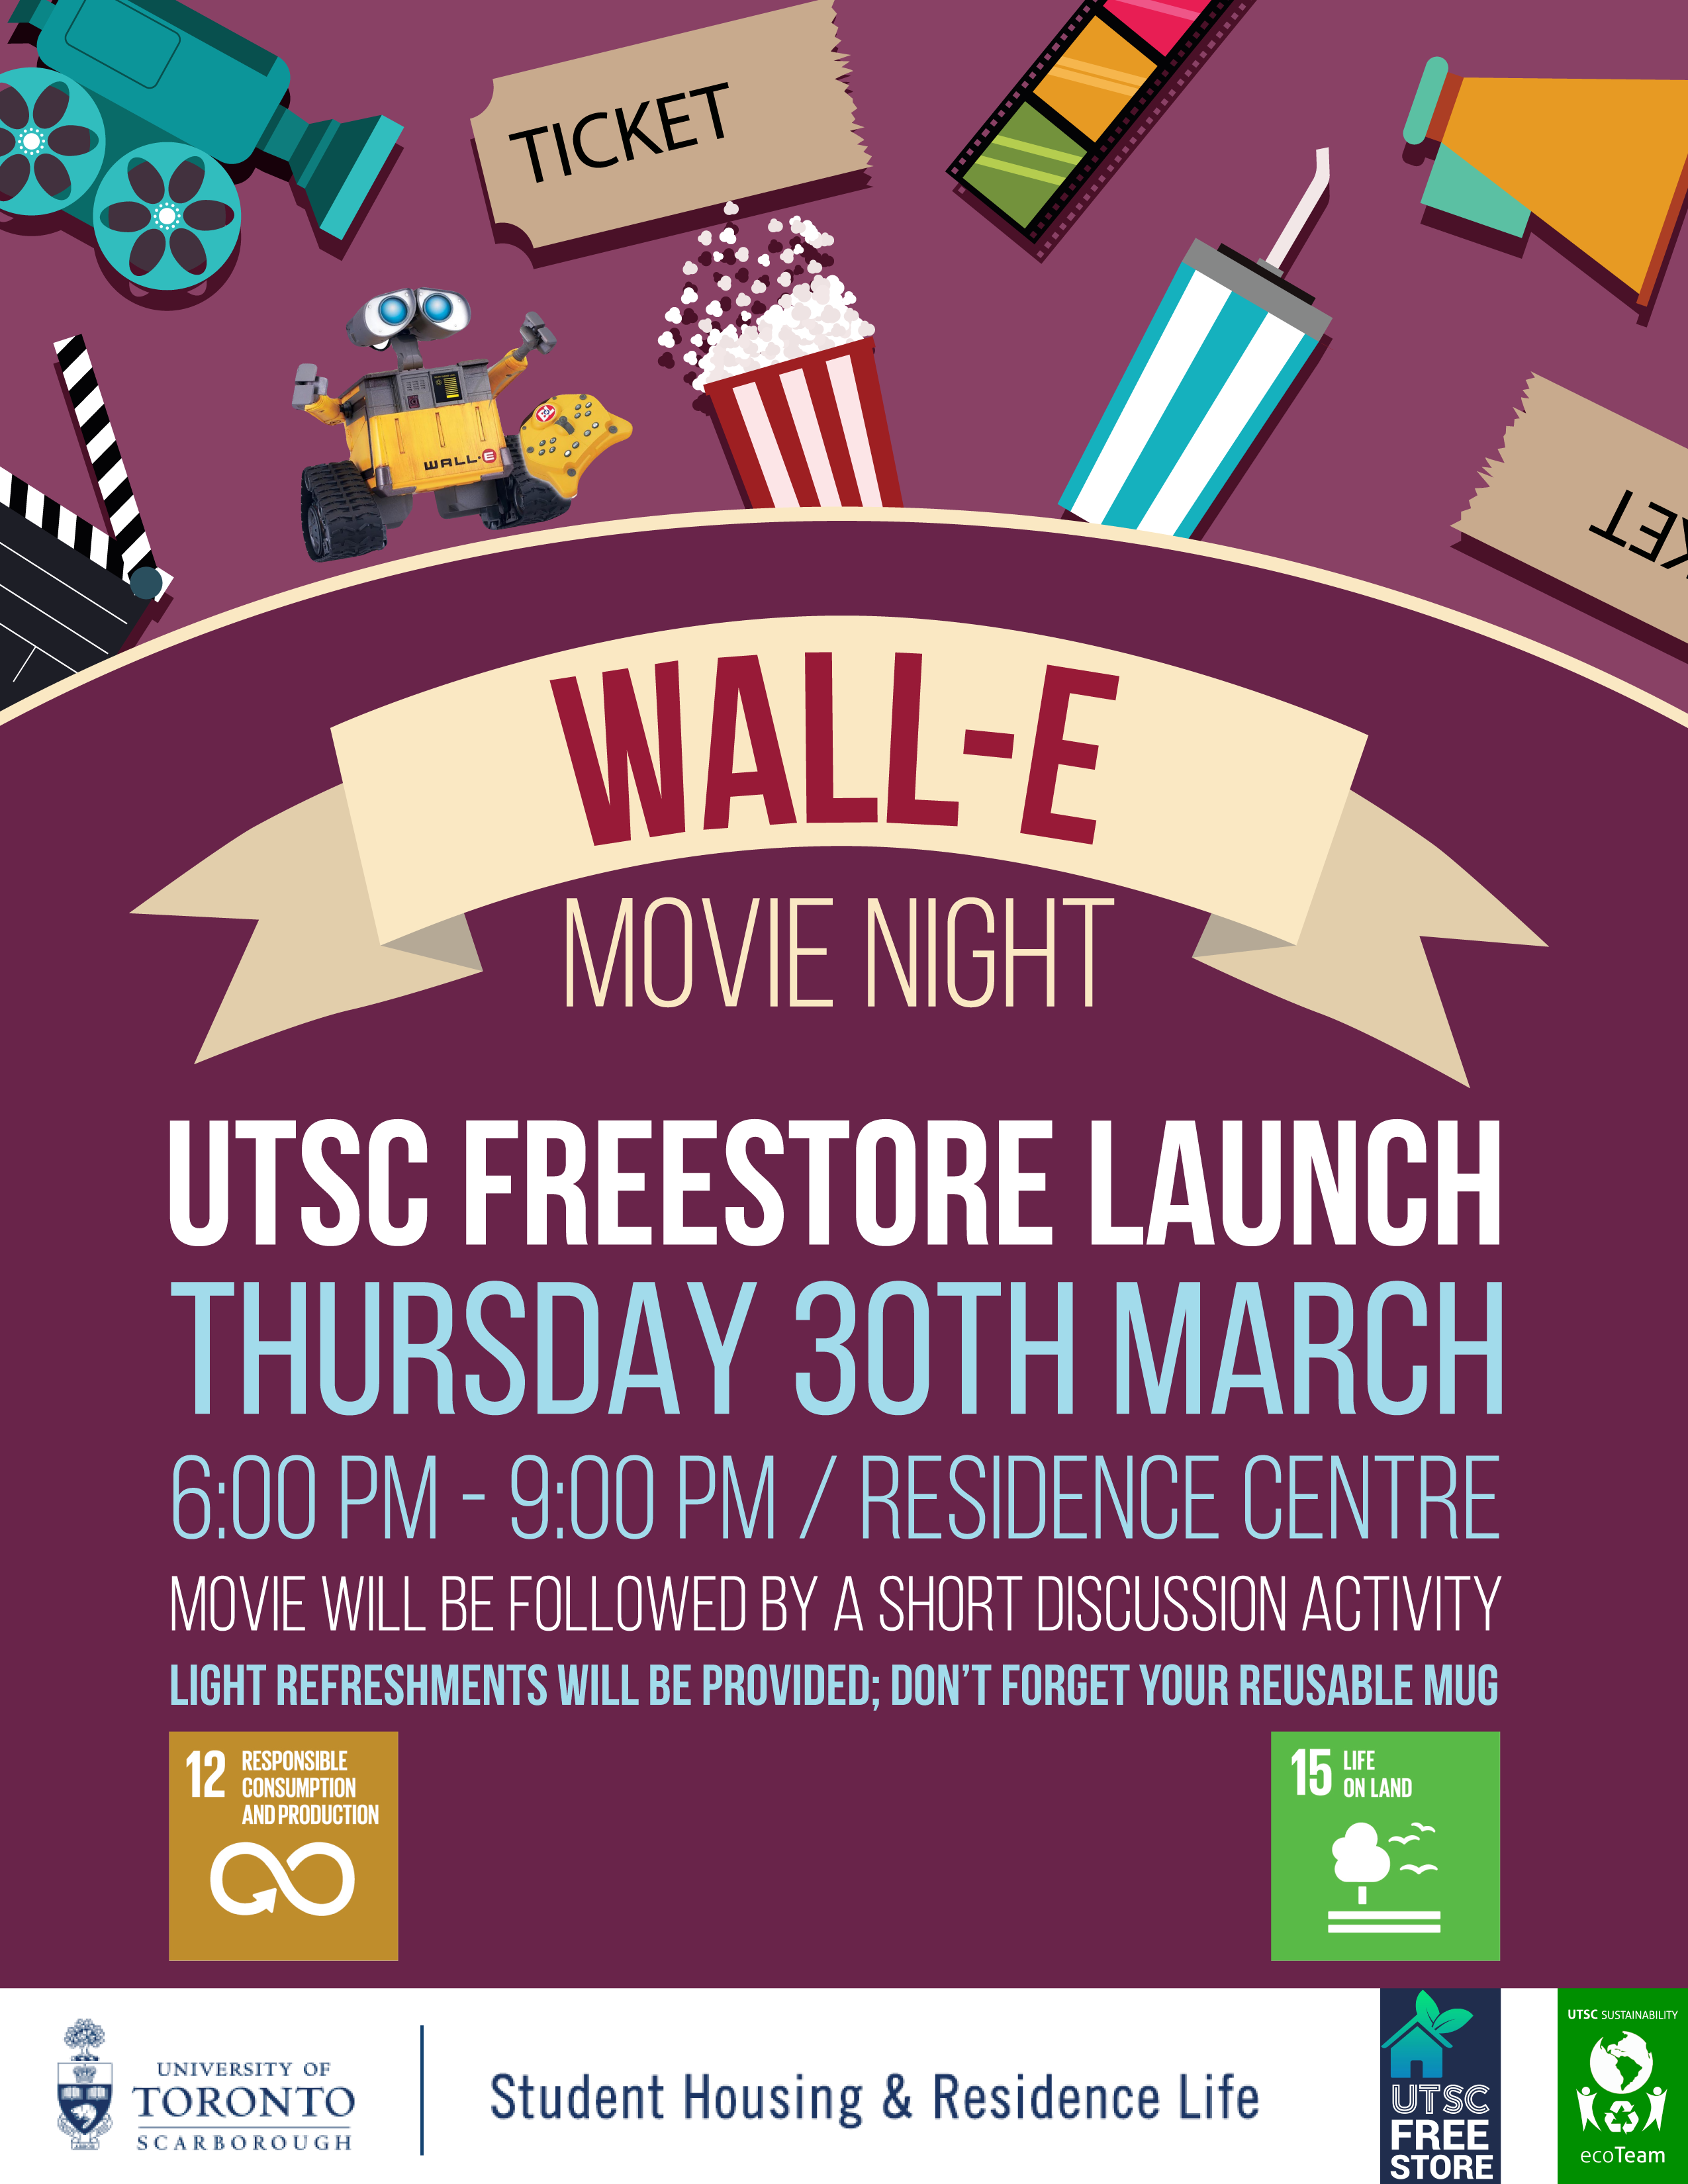 TICKET
WALL·E
KET
WALL-E
MOVIE NIGHT
UTSC FREESTORE LAUNCH
THURSDAY 30TH MARCH
6:00 PM - 9:00 PM / RESIDENCE CENTRE
MOVIE WILL BE FOLLOWED BY A SHORT DISCUSSION ACTIVITY
LIGHT REFRESHMENTS WILL BE PROVIDED; DON'T FORGET YOUR REUSABLE MUG
12 RESPONSIBLE
CONSUMPTION
AND PRODUCTION
15 LIFE
ON LAND
UNIVERSITY OF
TORONTO
SCARBOROUGH
Student Housing & Residence Life
UTSC
FREE
STORE
UTSC SUSTAINABILITY
ecoTeam